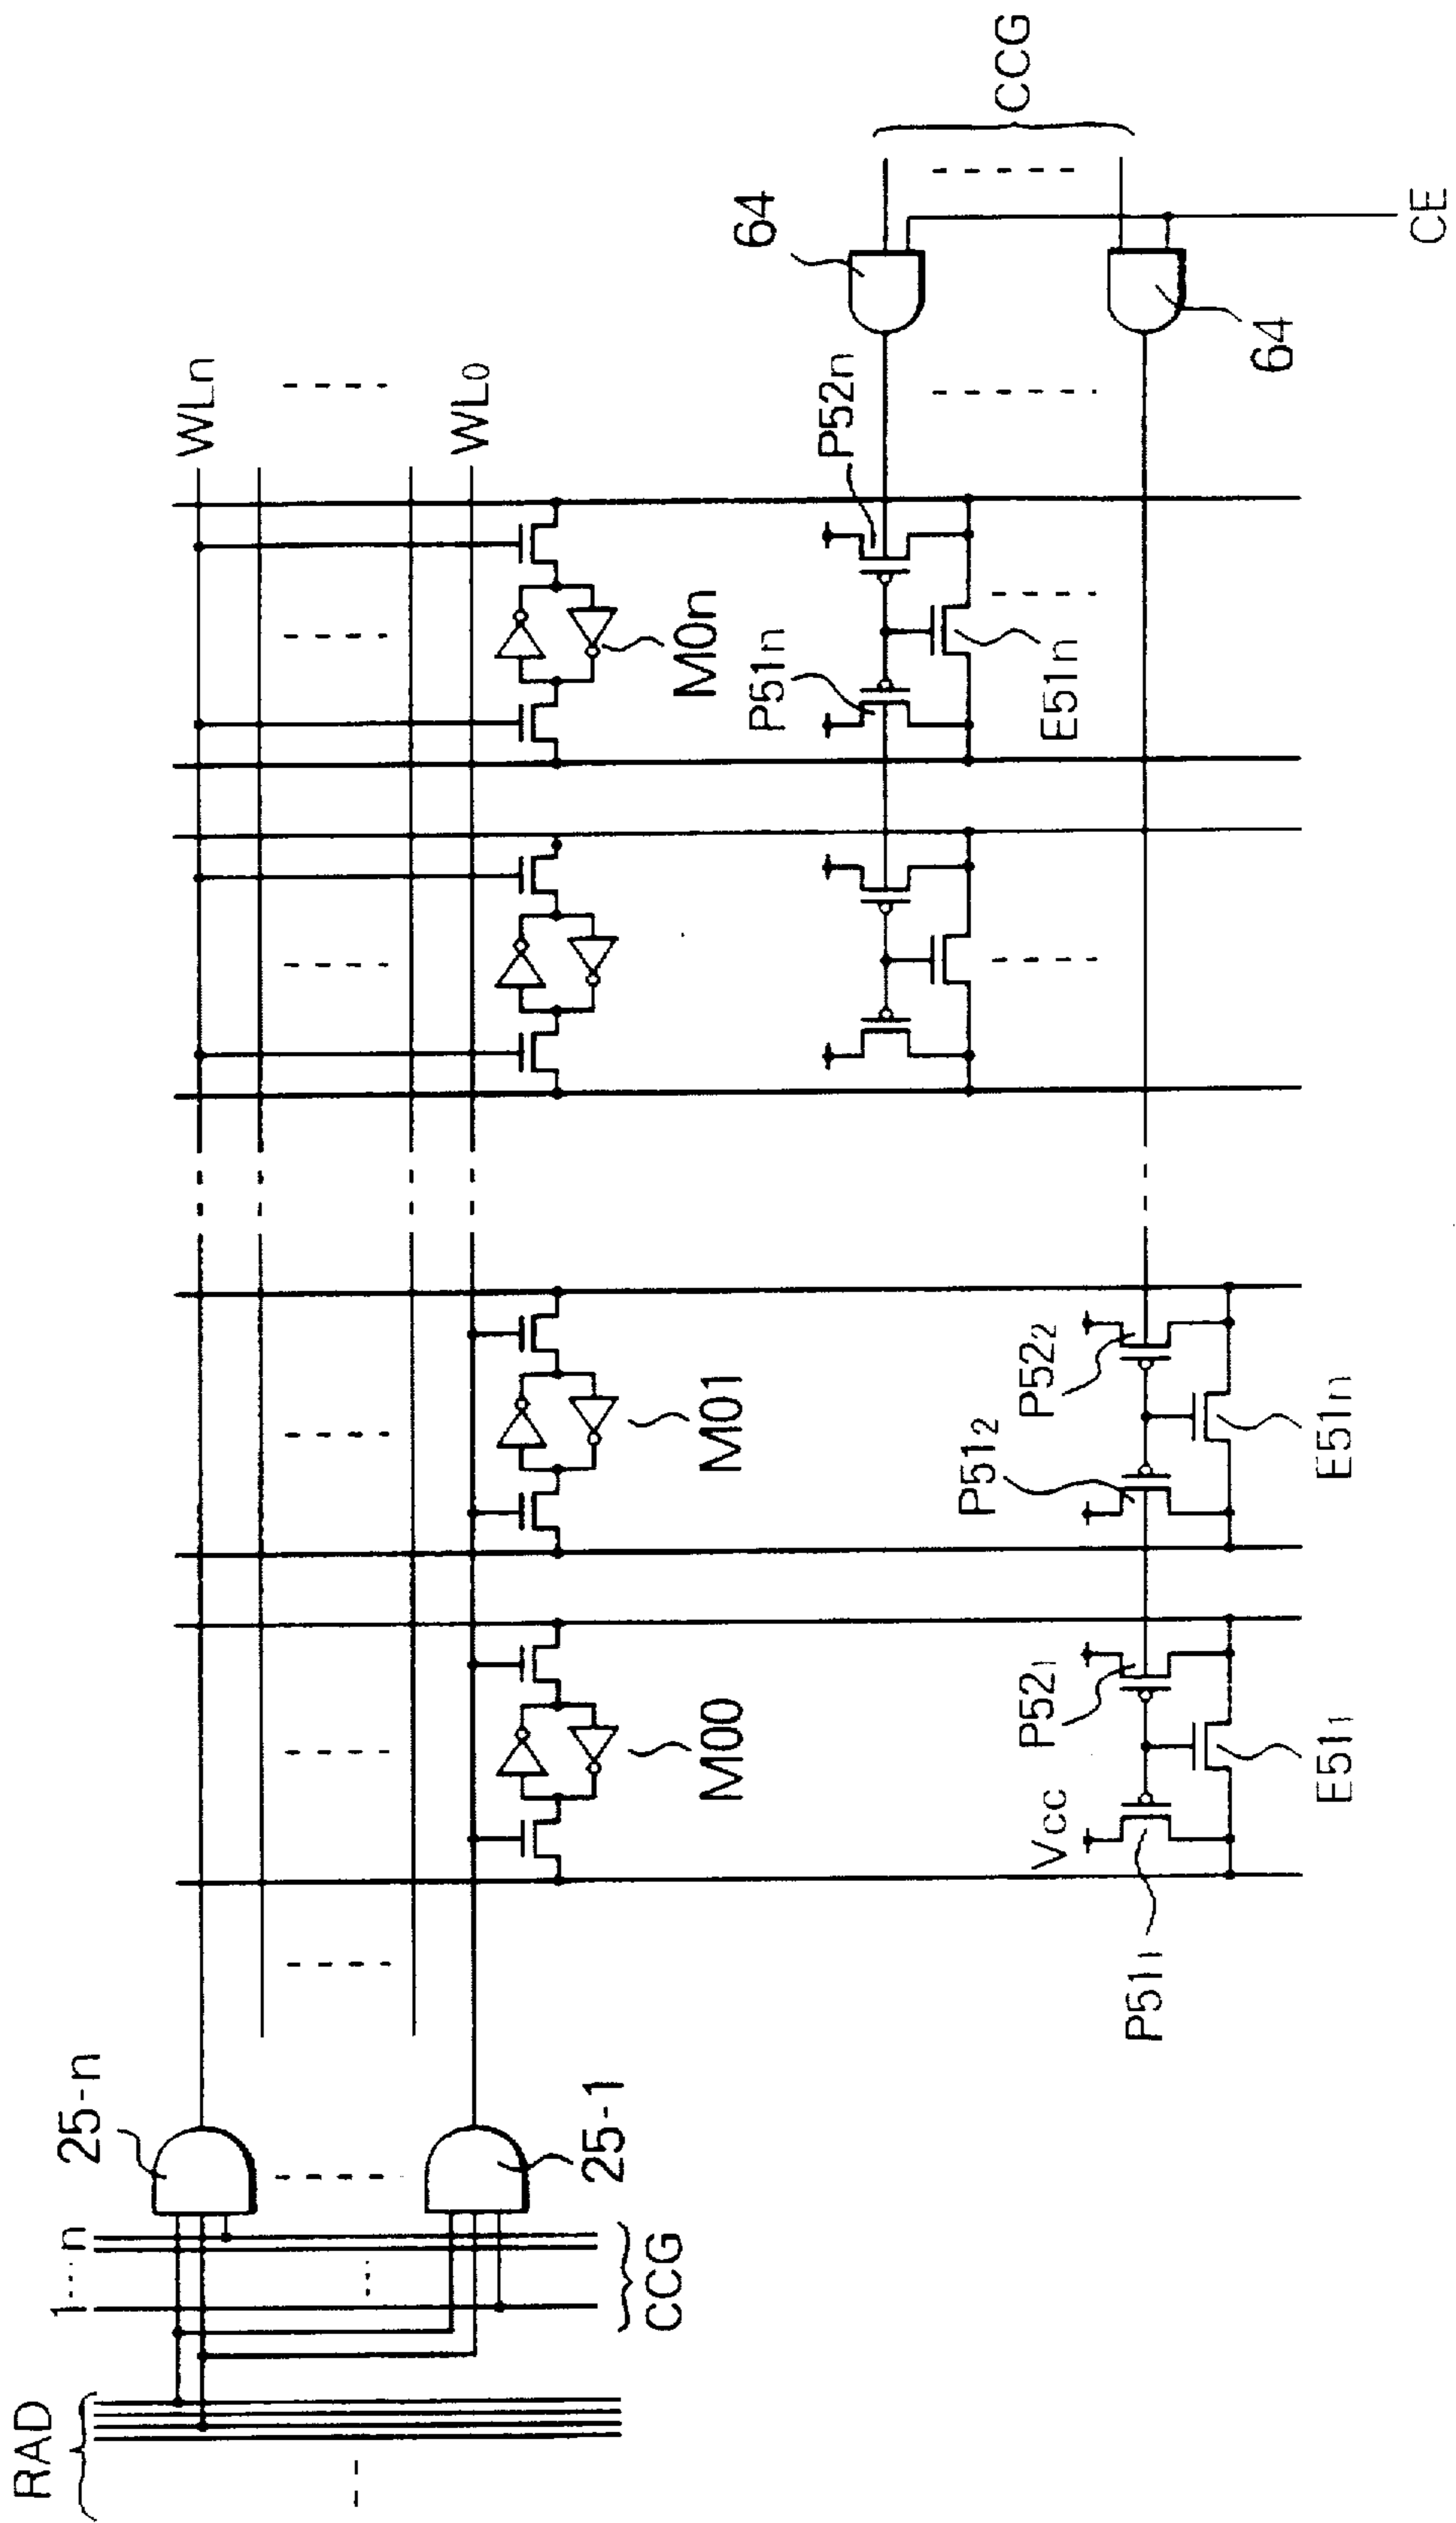 RAD
1 n
CCG
25-n
25-1
WLn
WL0
M00
M01
M0n
Vcc
P511
P521
E511
P512
P522
E51n
P51n
P52n
E51n
64
64
CCG
CE